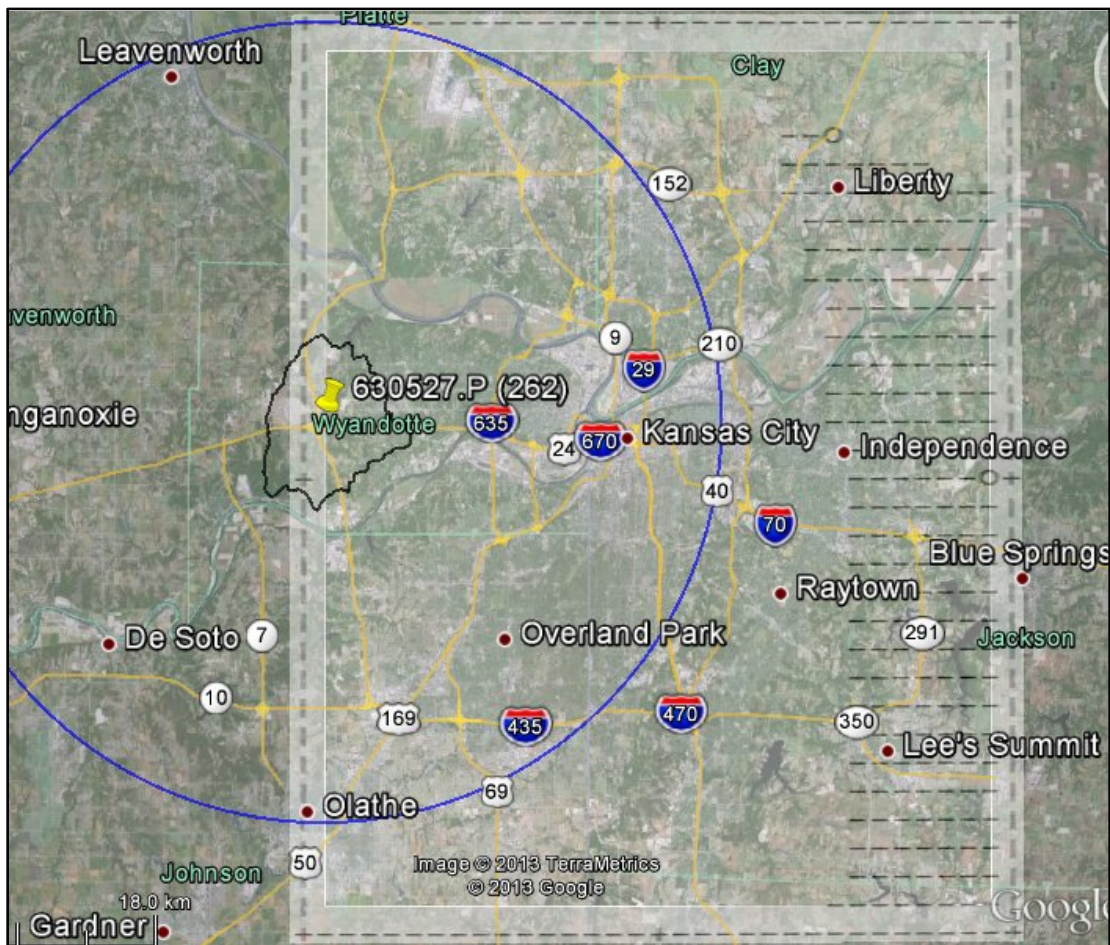 Platte
Leavenworth
Clay
152
Liberty
avenworth
9
210
29
630527.P (262)
nganoxie
Wyandotte
635
24
670
Kansas City
Independence
40
70
Blue Springs
Raytown
De Soto
7
Overland Park
291
Jackson
10
169
435
470
350
Lee's Summit
69
Olathe
50
Image © 2013 TerraMetrics
© 2013 Google
Johnson
18.0 km
Google
Gardner